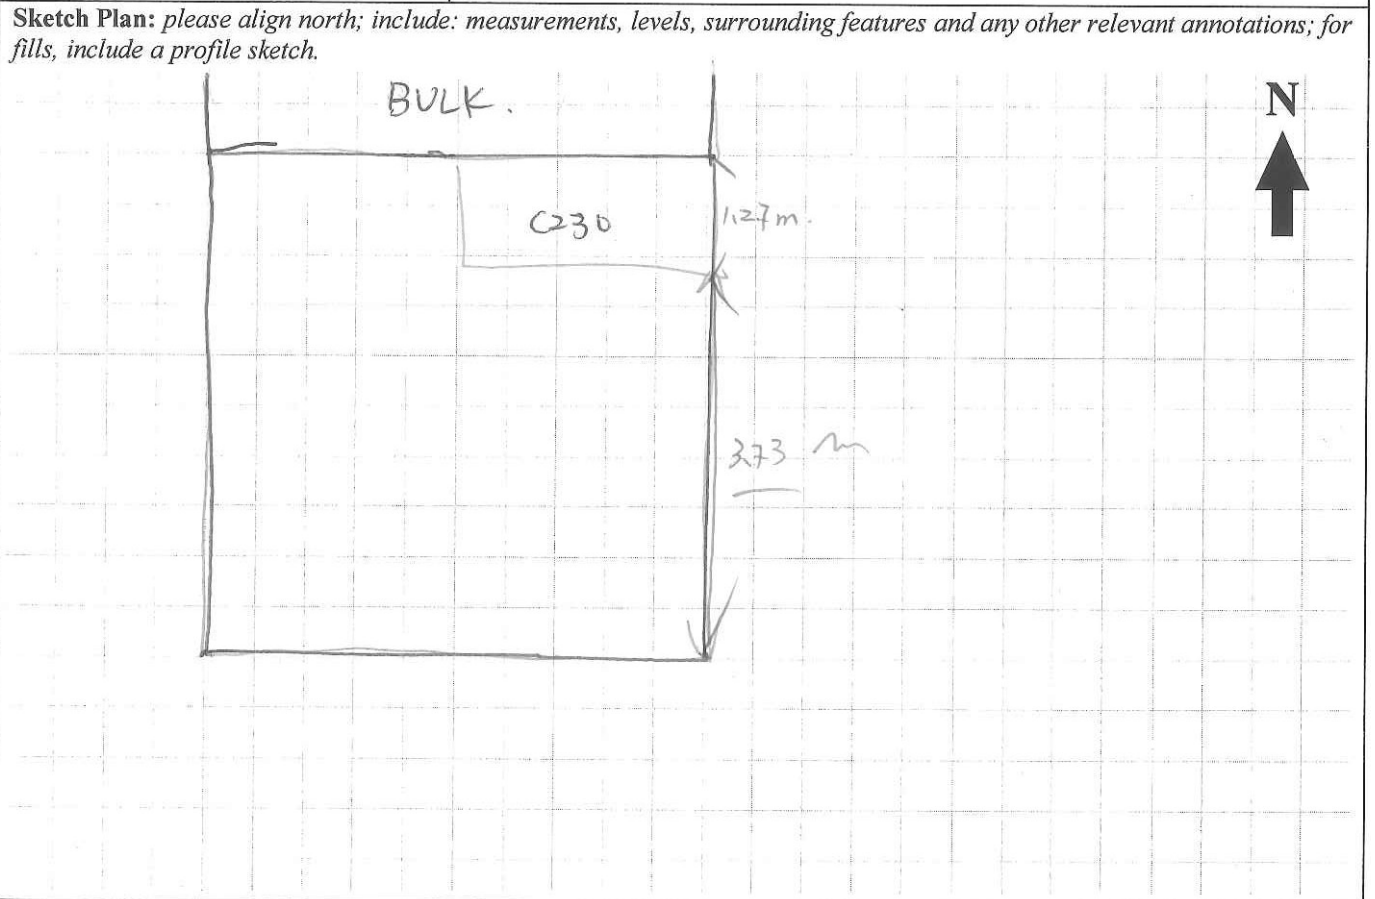 Sketch Plan: please align north; include: measurements, levels, surrounding features and any other relevant annotations; for
fills, include a profile sketch.
BULK.
N
C230
1.27m.
3.73 m